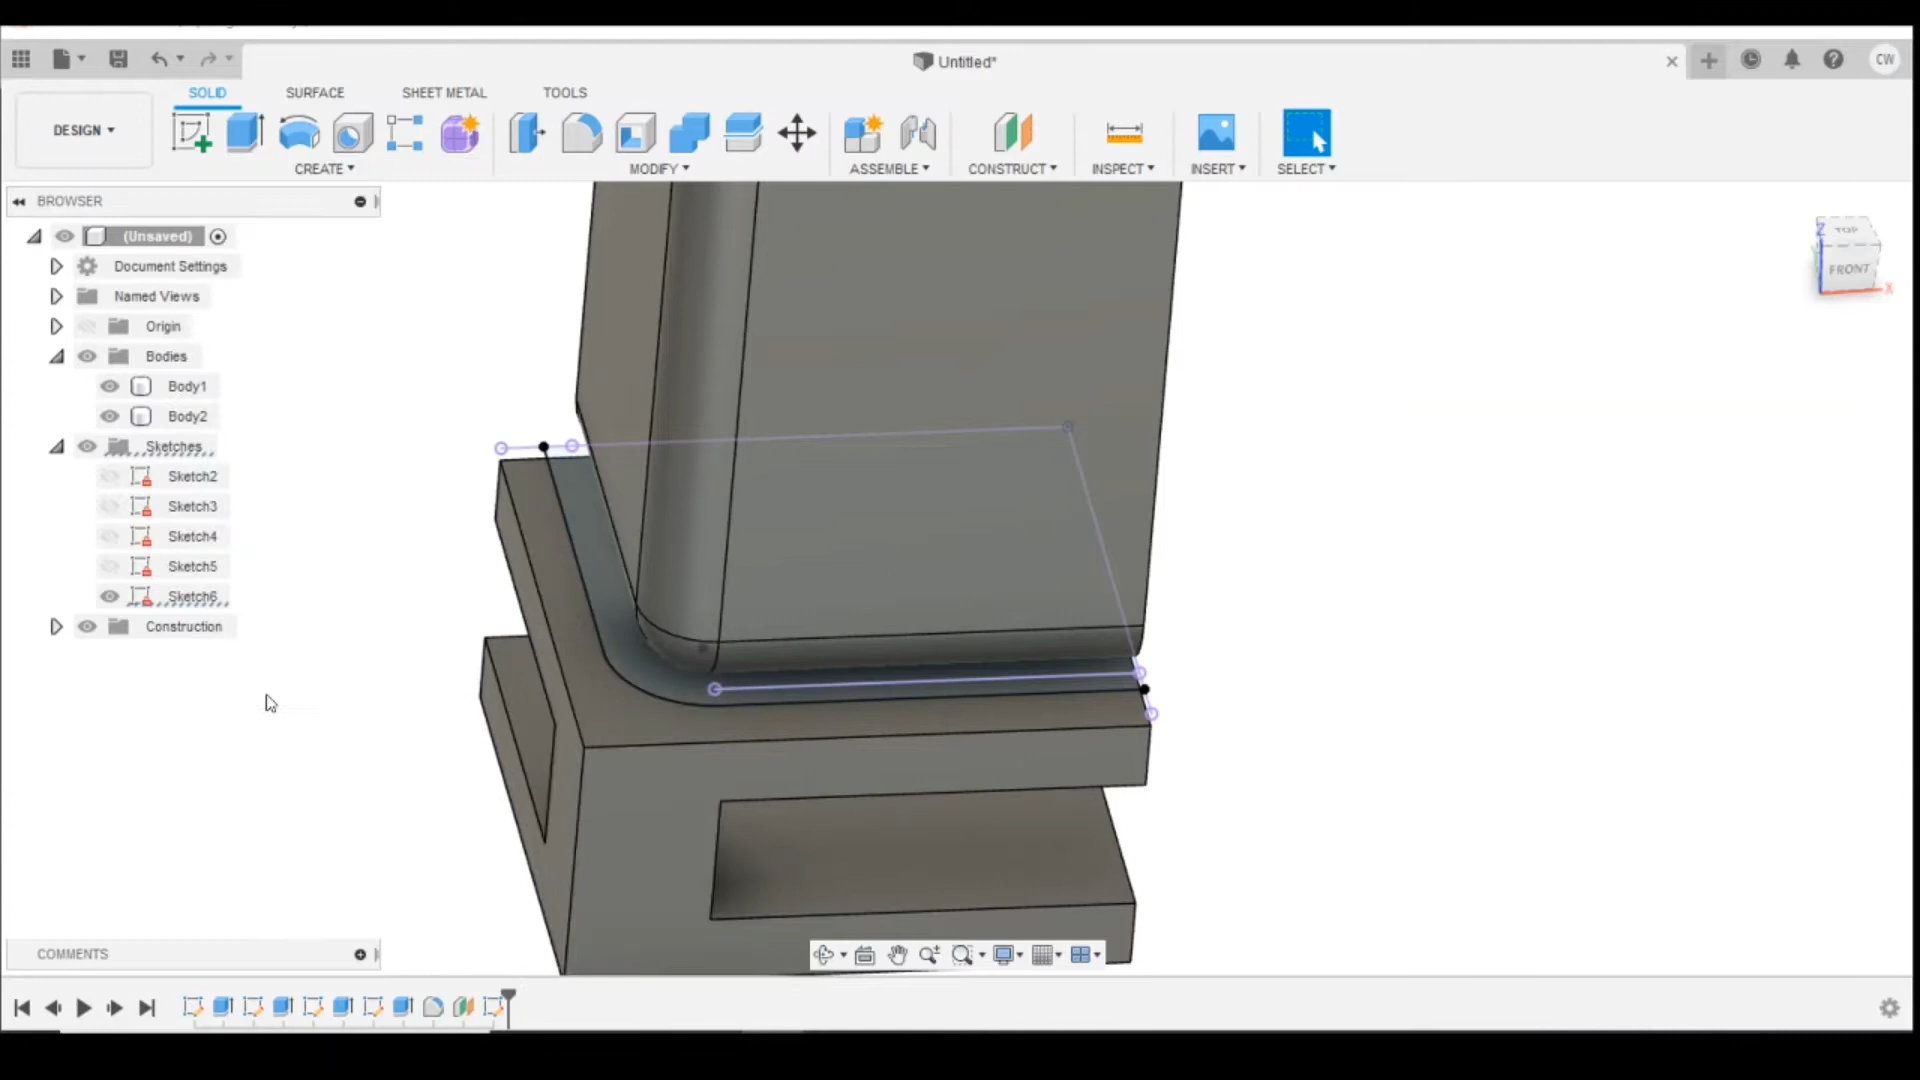 Untitled*
CW
SOLID
SURFACE
SHEET METAL
TOOLS
DESIGN
CREATE
MODIFY
ASSEMBLE
CONSTRUCT
INSPECT
INSERT
SELECT
BROWSER
(Unsaved)
Document Settings
Named Views
Origin
Bodies
Body1
Body2
Sketches
Sketch2
Sketch3
Sketch4
Sketch5
Sketch6
Construction
Z
TOP
FRONT
X
COMMENTS